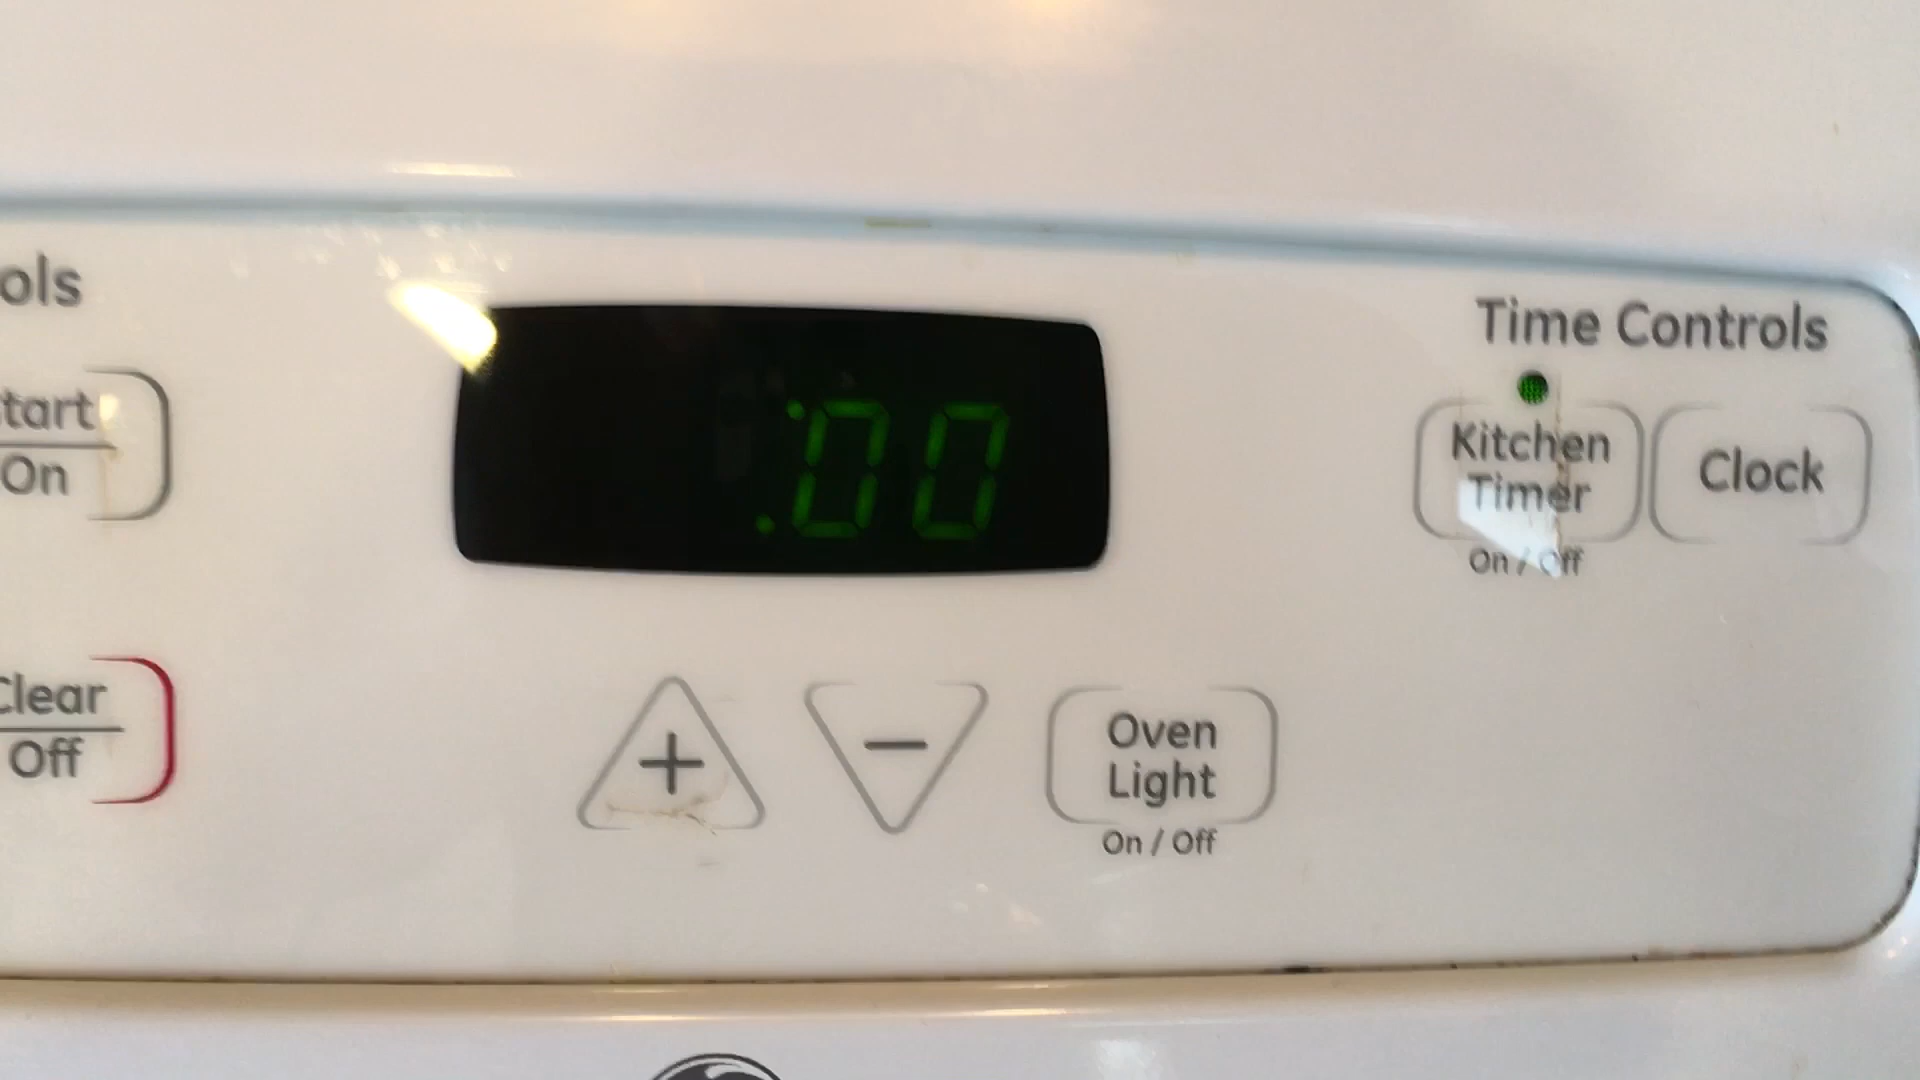 ols
Time Controls
:00
tart
On
Kitchen
Timer
On / Off
Clock
Clear
Off
+
−
Oven
Light
On / Off